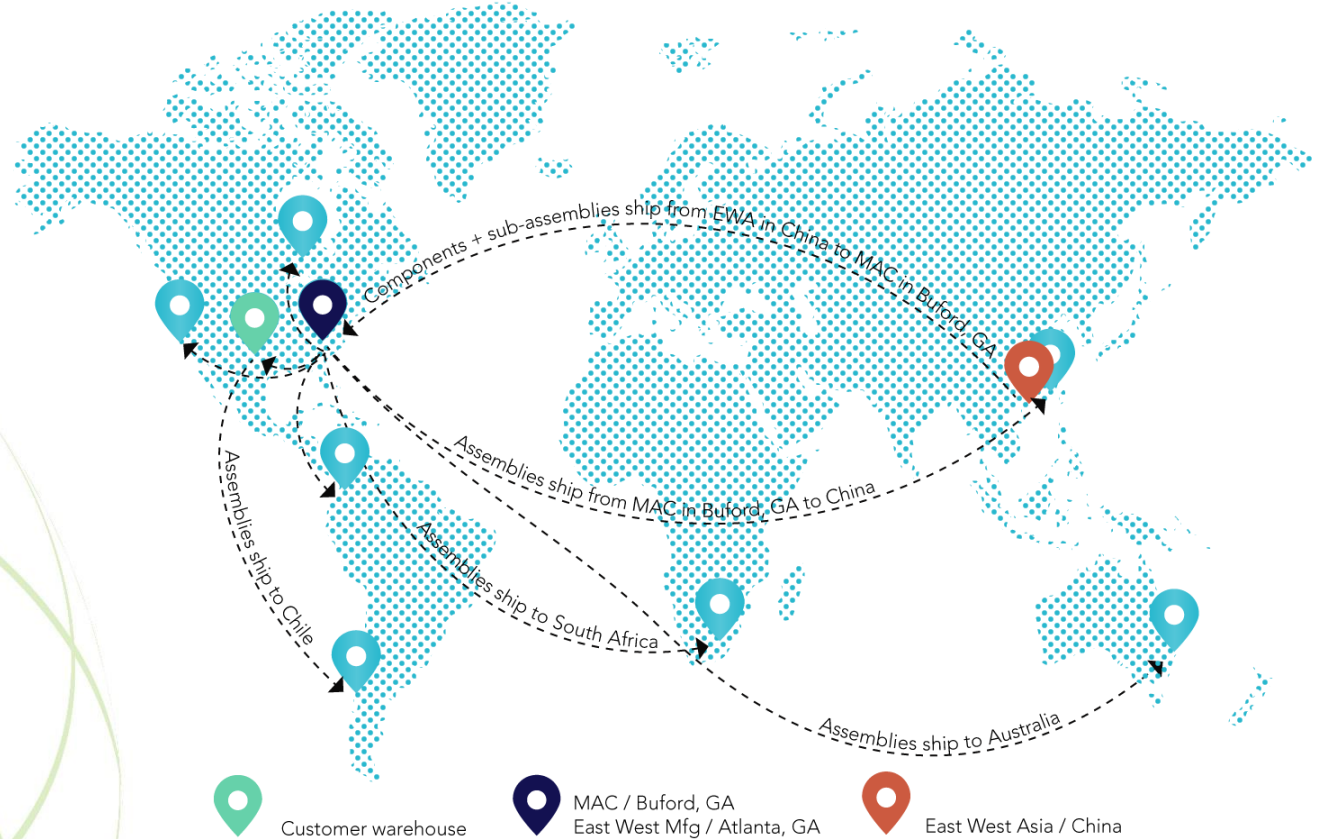 Components + sub-assemblies ship from EWA in China to MAC in Buford, GA
Assemblies ship from MAC in Buford, GA to China
Assemblies ship to Chile
Assemblies ship to South Africa
Assemblies ship to Australia
Customer warehouse
MAC / Buford, GA
East West Mfg / Atlanta, GA
East West Asia / China